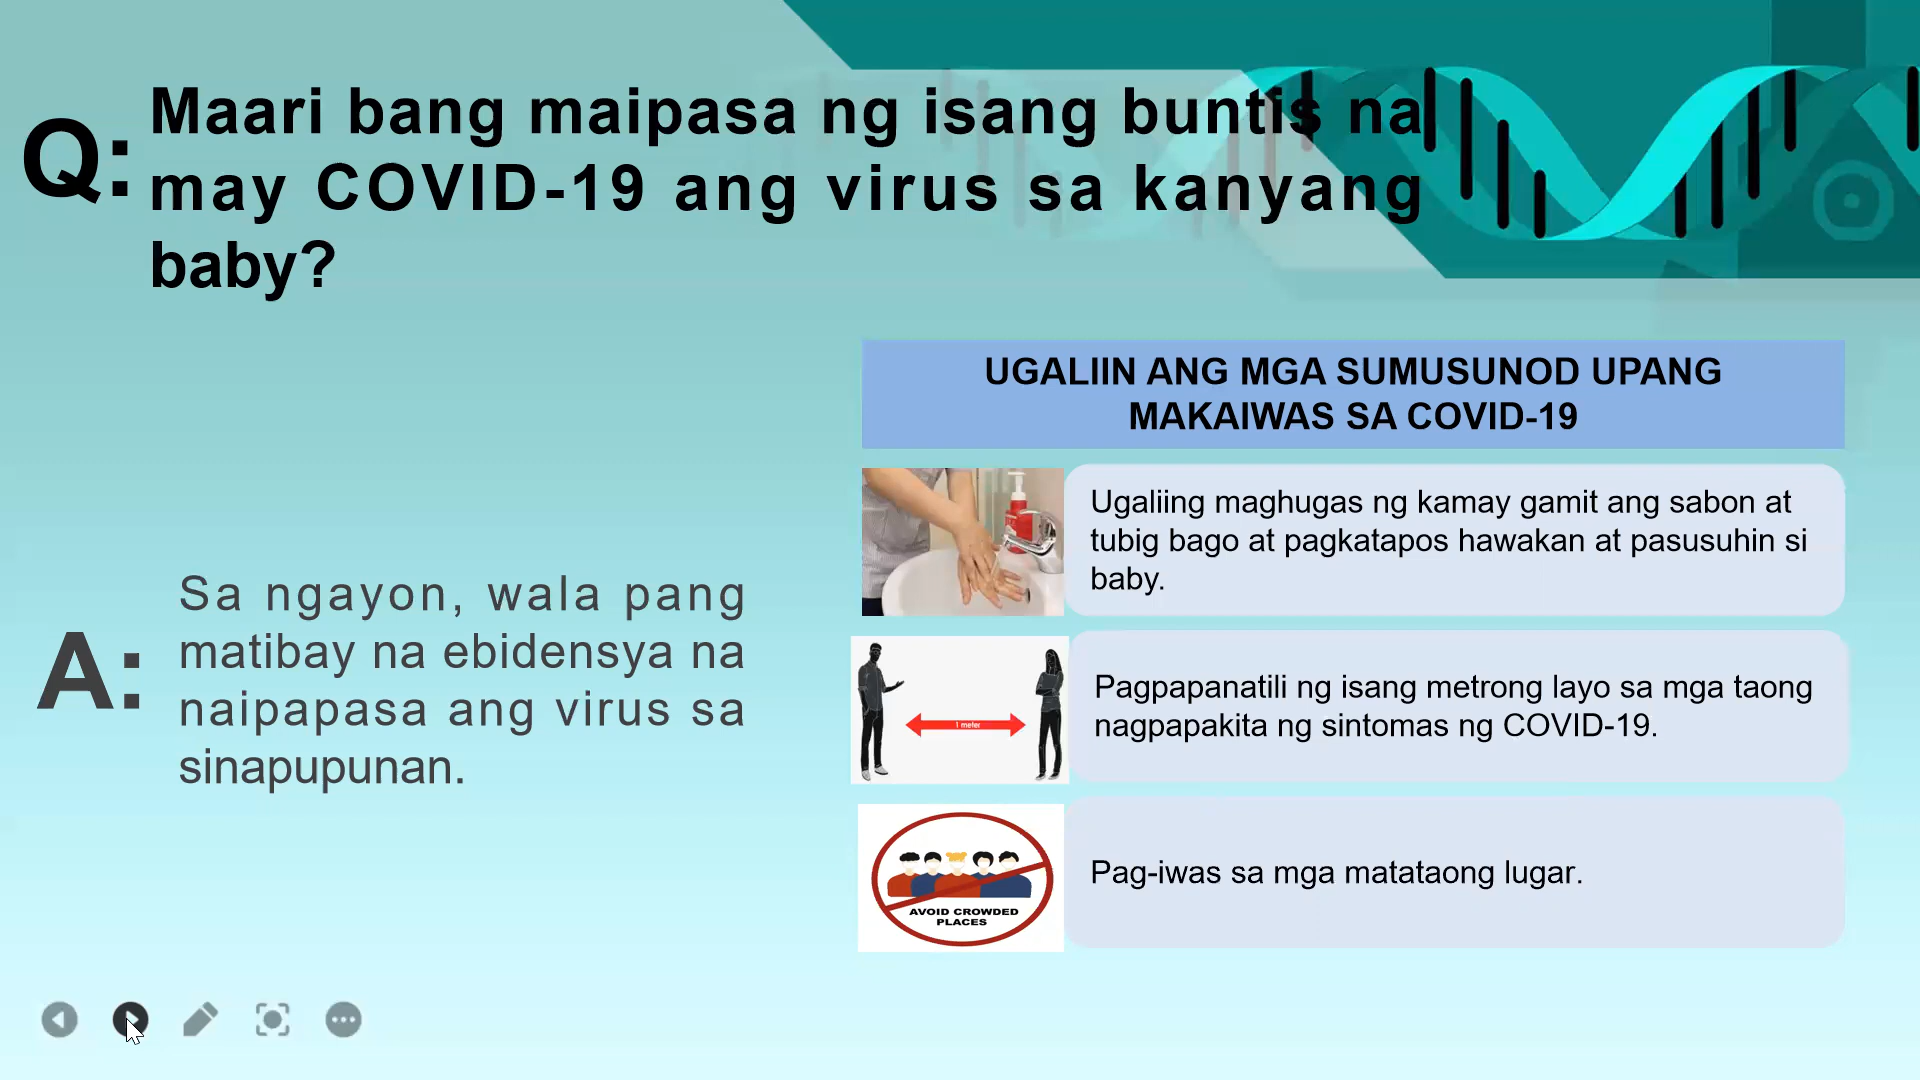 Q: Maari bang maipasa ng isang buntis na
may COVID-19 ang virus sa kanyang
baby?
A: Sa ngayon, wala pang
matibay na ebidensya na
naipapasa ang virus sa
sinapupunan.
UGALIIN ANG MGA SUMUSUNOD UPANG
MAKAIWAS SA COVID-19
Ugaliing maghugas ng kamay gamit ang sabon at
tubig bago at pagkatapos hawakan at pasusuhin si
baby.
1 meter
Pagpapanatili ng isang metrong layo sa mga taong
nagpapakita ng sintomas ng COVID-19.
AVOID CROWDED
PLACES
Pag-iwas sa mga matataong lugar.